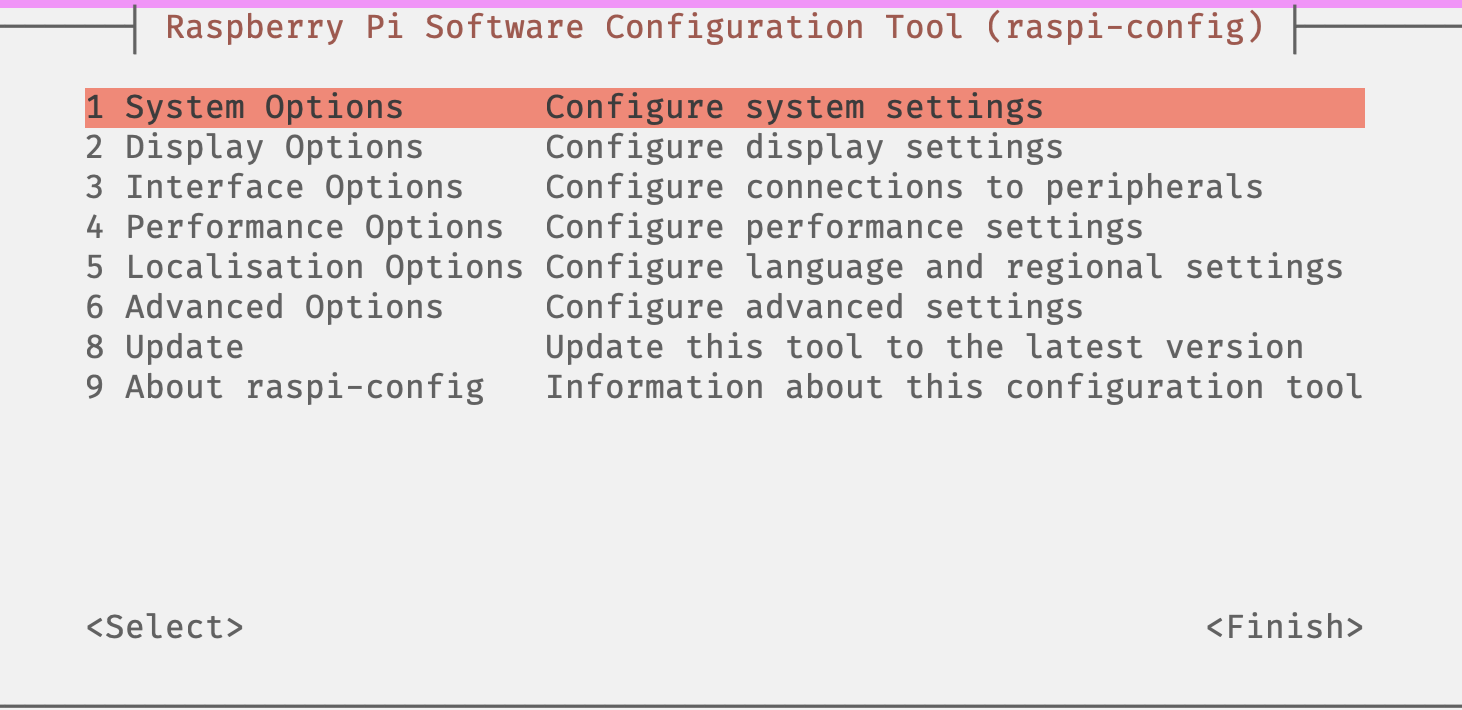 Raspberry Pi Software Configuration Tool (raspi-config)
1 System Options Configure system settings
2 Display Options Configure display settings
3 Interface Options Configure connections to peripherals
4 Performance Options Configure performance settings
5 Localisation Options Configure language and regional settings
6 Advanced Options Configure advanced settings
8 Update Update this tool to the latest version
9 About raspi-config Information about this configuration tool
<Select> <Finish>